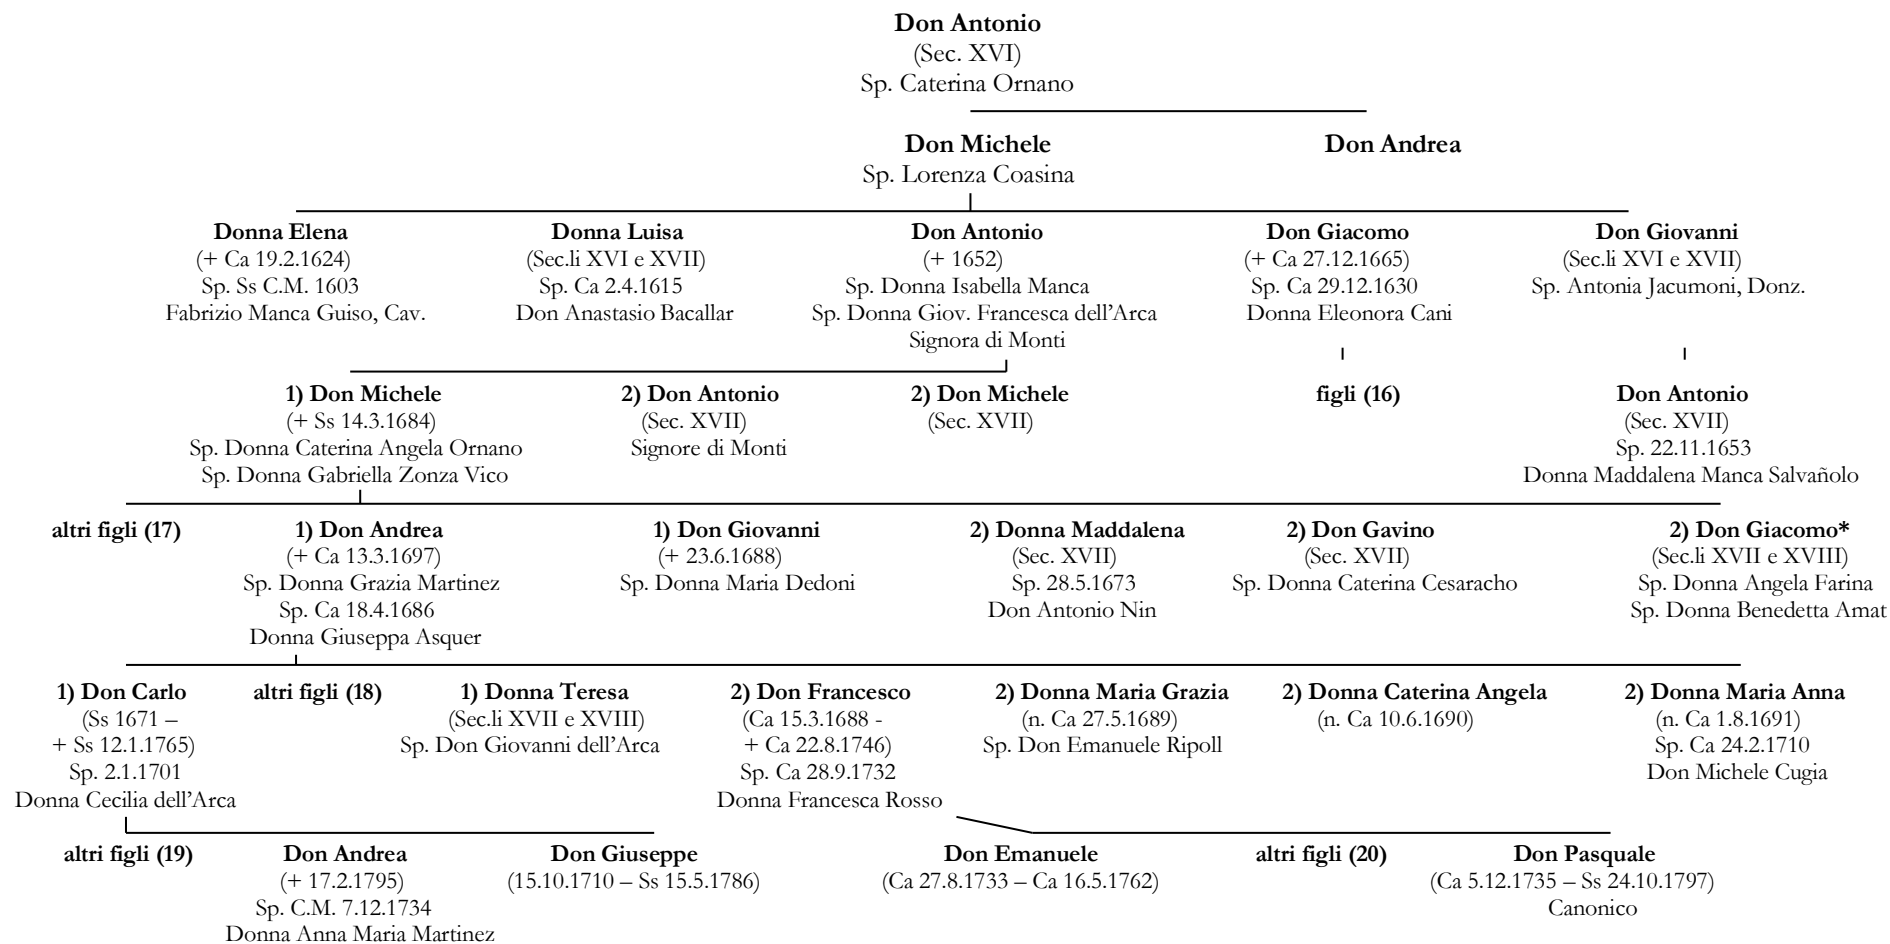 Don Antonio
(Sec. XVI)
Sp. Caterina Ornano
Don Michele
Sp. Lorenza Coasina
Don Andrea
Donna Elena
(+ Ca 19.2.1624)
Sp. Ss C.M. 1603
Fabrizio Manca Guiso, Cav.
Donna Luisa
(Sec.li XVI e XVII)
Sp. Ca 2.4.1615
Don Anastasio Bacallar
Don Antonio
(+ 1652)
Sp. Donna Isabella Manca
Sp. Donna Giov. Francesca dell’Arca
Signora di Monti
Don Giacomo
(+ Ca 27.12.1665)
Sp. Ca 29.12.1630
Donna Eleonora Cani
Don Giovanni
(Sec.li XVI e XVII)
Sp. Antonia Jacumoni, Donz.
1) Don Michele
(+ Ss 14.3.1684)
Sp. Donna Caterina Angela Ornano
Sp. Donna Gabriella Zonza Vico
2) Don Antonio
(Sec. XVII)
Signore di Monti
2) Don Michele
(Sec. XVII)
figli (16)
Don Antonio
(Sec. XVII)
Sp. 22.11.1653
Donna Maddalena Manca Salvañolo
altri figli (17)
1) Don Andrea
(+ Ca 13.3.1697)
Sp. Donna Grazia Martinez
Sp. Ca 18.4.1686
Donna Giuseppa Asquer
1) Don Giovanni
(+ 23.6.1688)
Sp. Donna Maria Dedoni
2) Donna Maddalena
(Sec. XVII)
Sp. 28.5.1673
Don Antonio Nin
2) Don Gavino
(Sec. XVII)
Sp. Donna Caterina Cesaracho
2) Don Giacomo*
(Sec.li XVII e XVIII)
Sp. Donna Angela Farina
Sp. Donna Benedetta Amat
1) Don Carlo
(Ss 1671 –
+ Ss 12.1.1765)
Sp. 2.1.1701
Donna Cecilia dell’Arca
altri figli (18)
1) Donna Teresa
(Sec.li XVII e XVIII)
Sp. Don Giovanni dell’Arca
2) Don Francesco
(Ca 15.3.1688 -
+ Ca 22.8.1746)
Sp. Ca 28.9.1732
Donna Francesca Rosso
2) Donna Maria Grazia
(n. Ca 27.5.1689)
Sp. Don Emanuele Ripoll
2) Donna Caterina Angela
(n. Ca 10.6.1690)
2) Donna Maria Anna
(n. Ca 1.8.1691)
Sp. Ca 24.2.1710
Don Michele Cugia
altri figli (19)
Don Andrea
(+ 17.2.1795)
Sp. C.M. 7.12.1734
Donna Anna Maria Martinez
Don Giuseppe
(15.10.1710 – Ss 15.5.1786)
Don Emanuele
(Ca 27.8.1733 – Ca 16.5.1762)
altri figli (20)
Don Pasquale
(Ca 5.12.1735 – Ss 24.10.1797)
Canonico